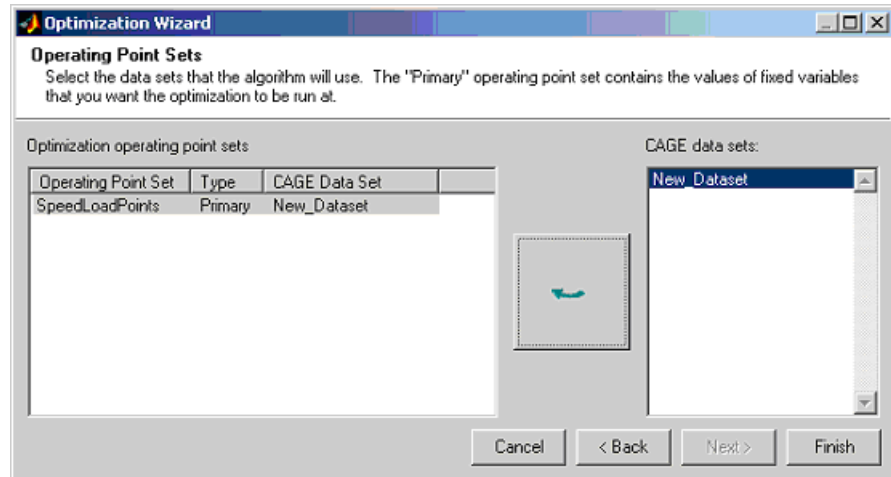 Optimization Wizard
Operating Point Sets
Select the data sets that the algorithm will use. The "Primary" operating point set contains the values of fixed variables
that you want the optimization to be run at.
Optimization operating point sets
CAGE data sets:
Operating Point Set Type CAGE Data Set
SpeedLoadPoints Primary New_Dataset
New_Dataset
Cancel < Back Next > Finish